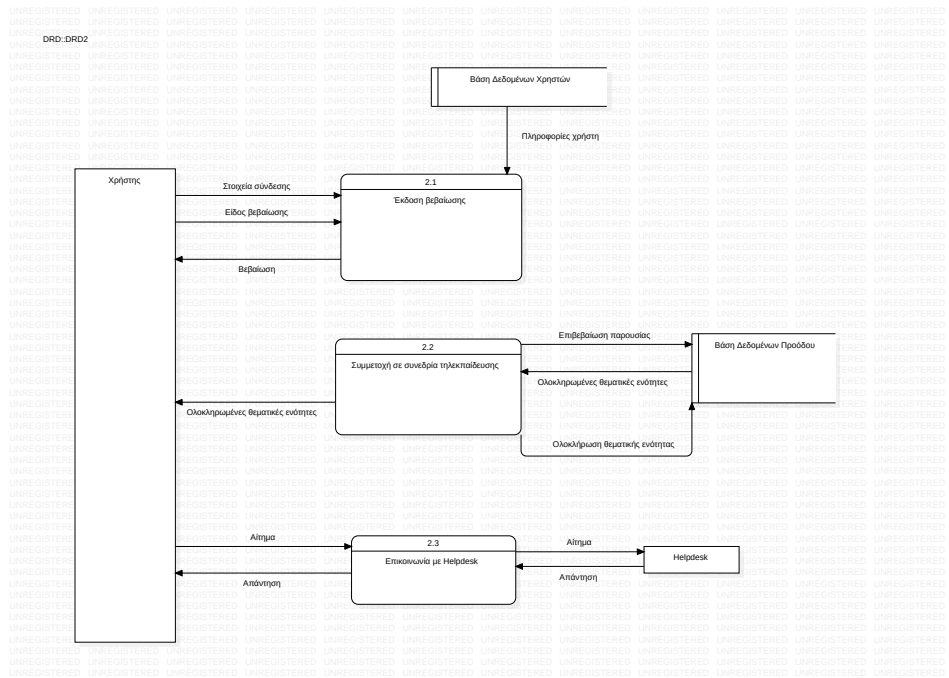 DRD::DRD2
Βάση Δεδομένων Χρηστών
Πληροφορίες χρήστη
Χρήστης
2.1
Στοιχεία σύνδεσης
Έκδοση βεβαίωσης
Είδος βεβαίωσης
Βεβαίωση
Επιβεβαίωση παρουσίας
2.2
Βάση Δεδομένων Προόδου
Συμμετοχή σε συνεδρία τηλεκπαίδευσης
Ολοκληρωμένες θεματικές ενότητες
Ολοκληρωμένες θεματικές ενότητες
Ολοκλήρωση θεματικής ενότητας
Αίτημα
2.3
Αίτημα
Επικοινωνία με Helpdesk
Helpdesk
Απάντηση
Απάντηση
UNREGISTERED